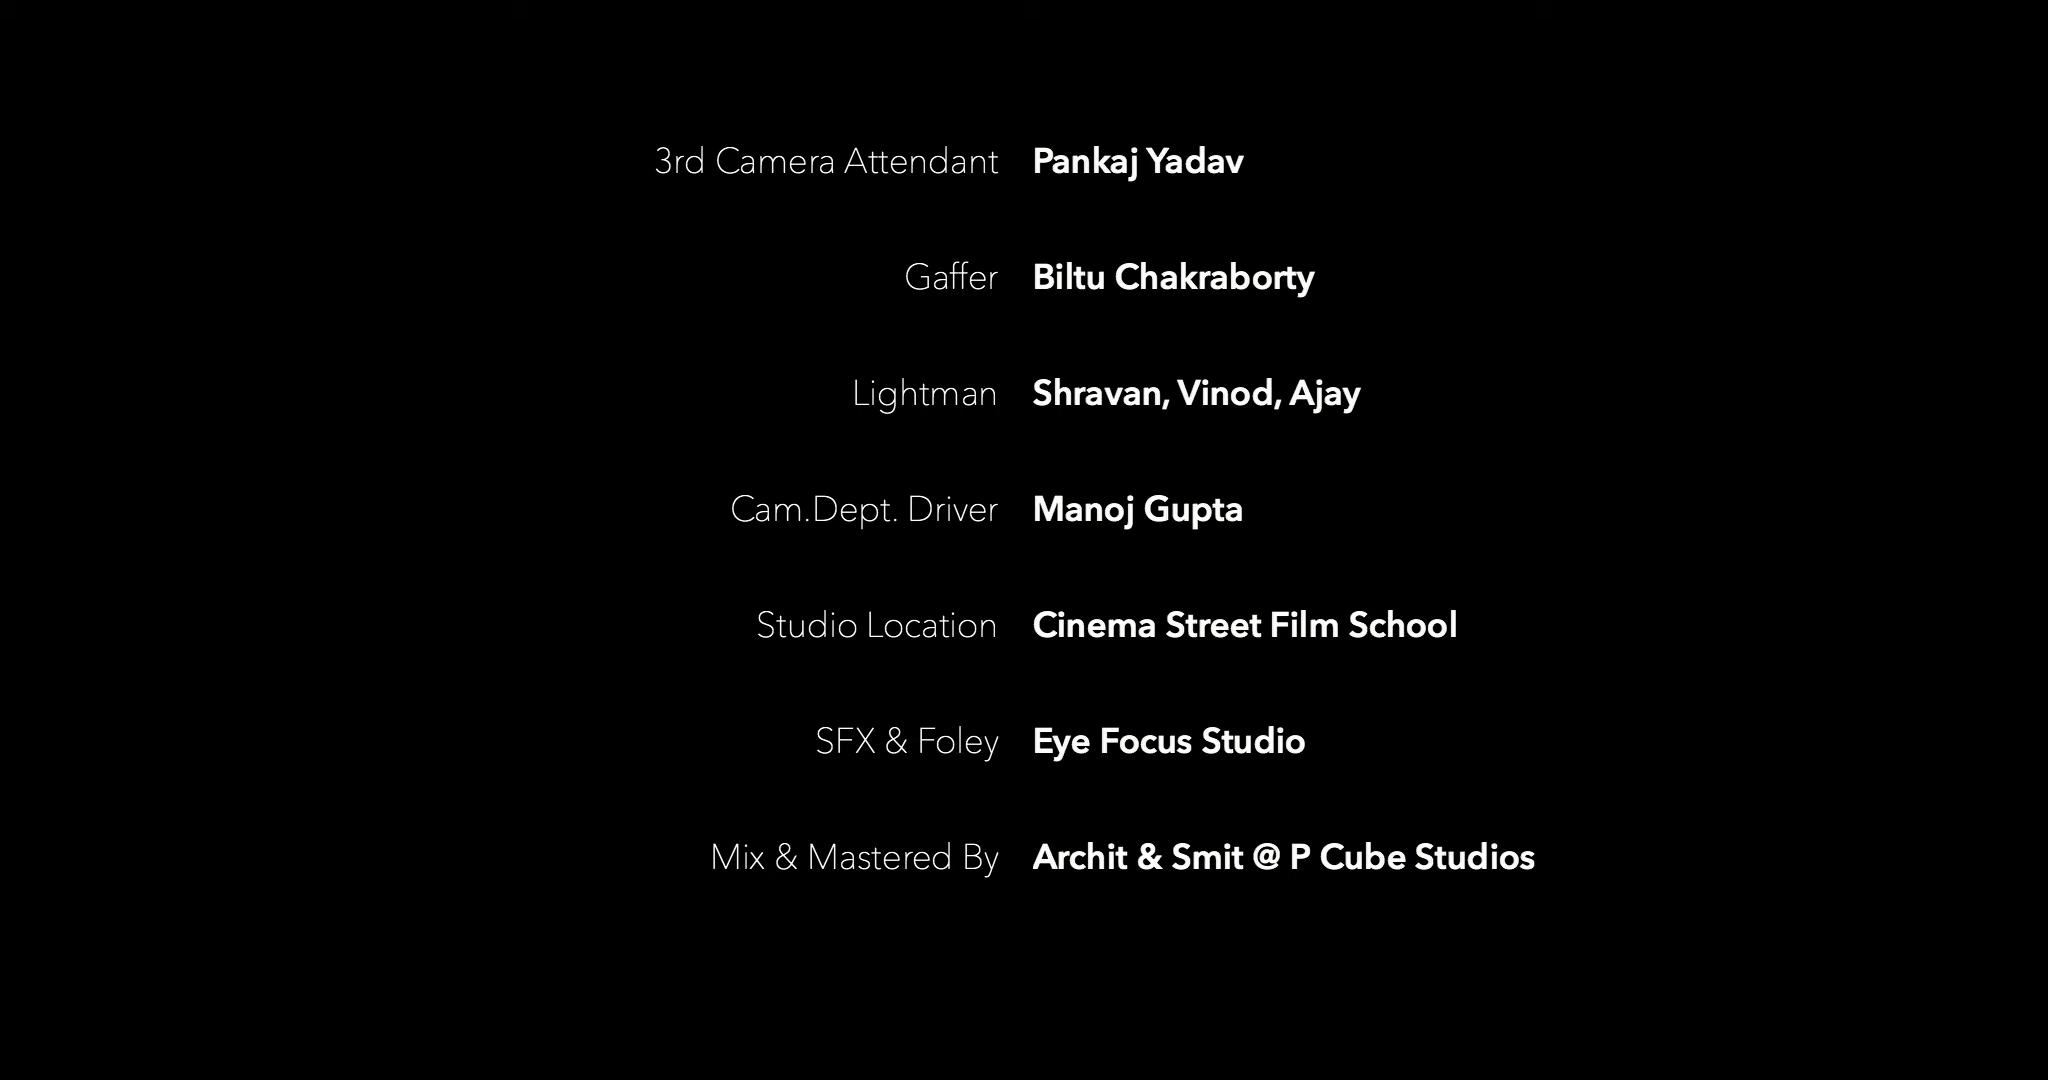 3rd Camera Attendant Pankaj Yadav
Gaffer Biltu Chakraborty
Lightman Shravan, Vinod, Ajay
Cam.Dept. Driver Manoj Gupta
Studio Location Cinema Street Film School
SFX & Foley Eye Focus Studio
Mix & Mastered By Archit & Smit @ P Cube Studios